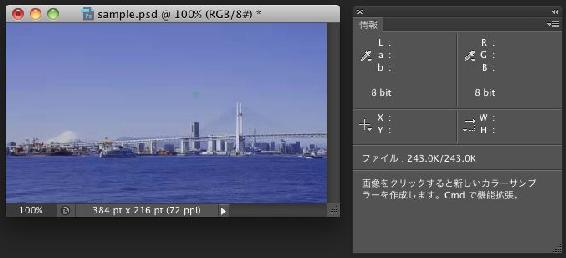 sample.psd @ 100% (RGB/8#) *
100%
384 pt x 216 pt (72 ppi)
情報
L :
a :
b :
8 bit
R :
G :
B :
8 bit
X :
Y :
W :
H :
ファイル : 243.0K/243.0K
画像をクリックすると新しいカラーサンプ
ラーを作成します。Cmd で機能拡張。